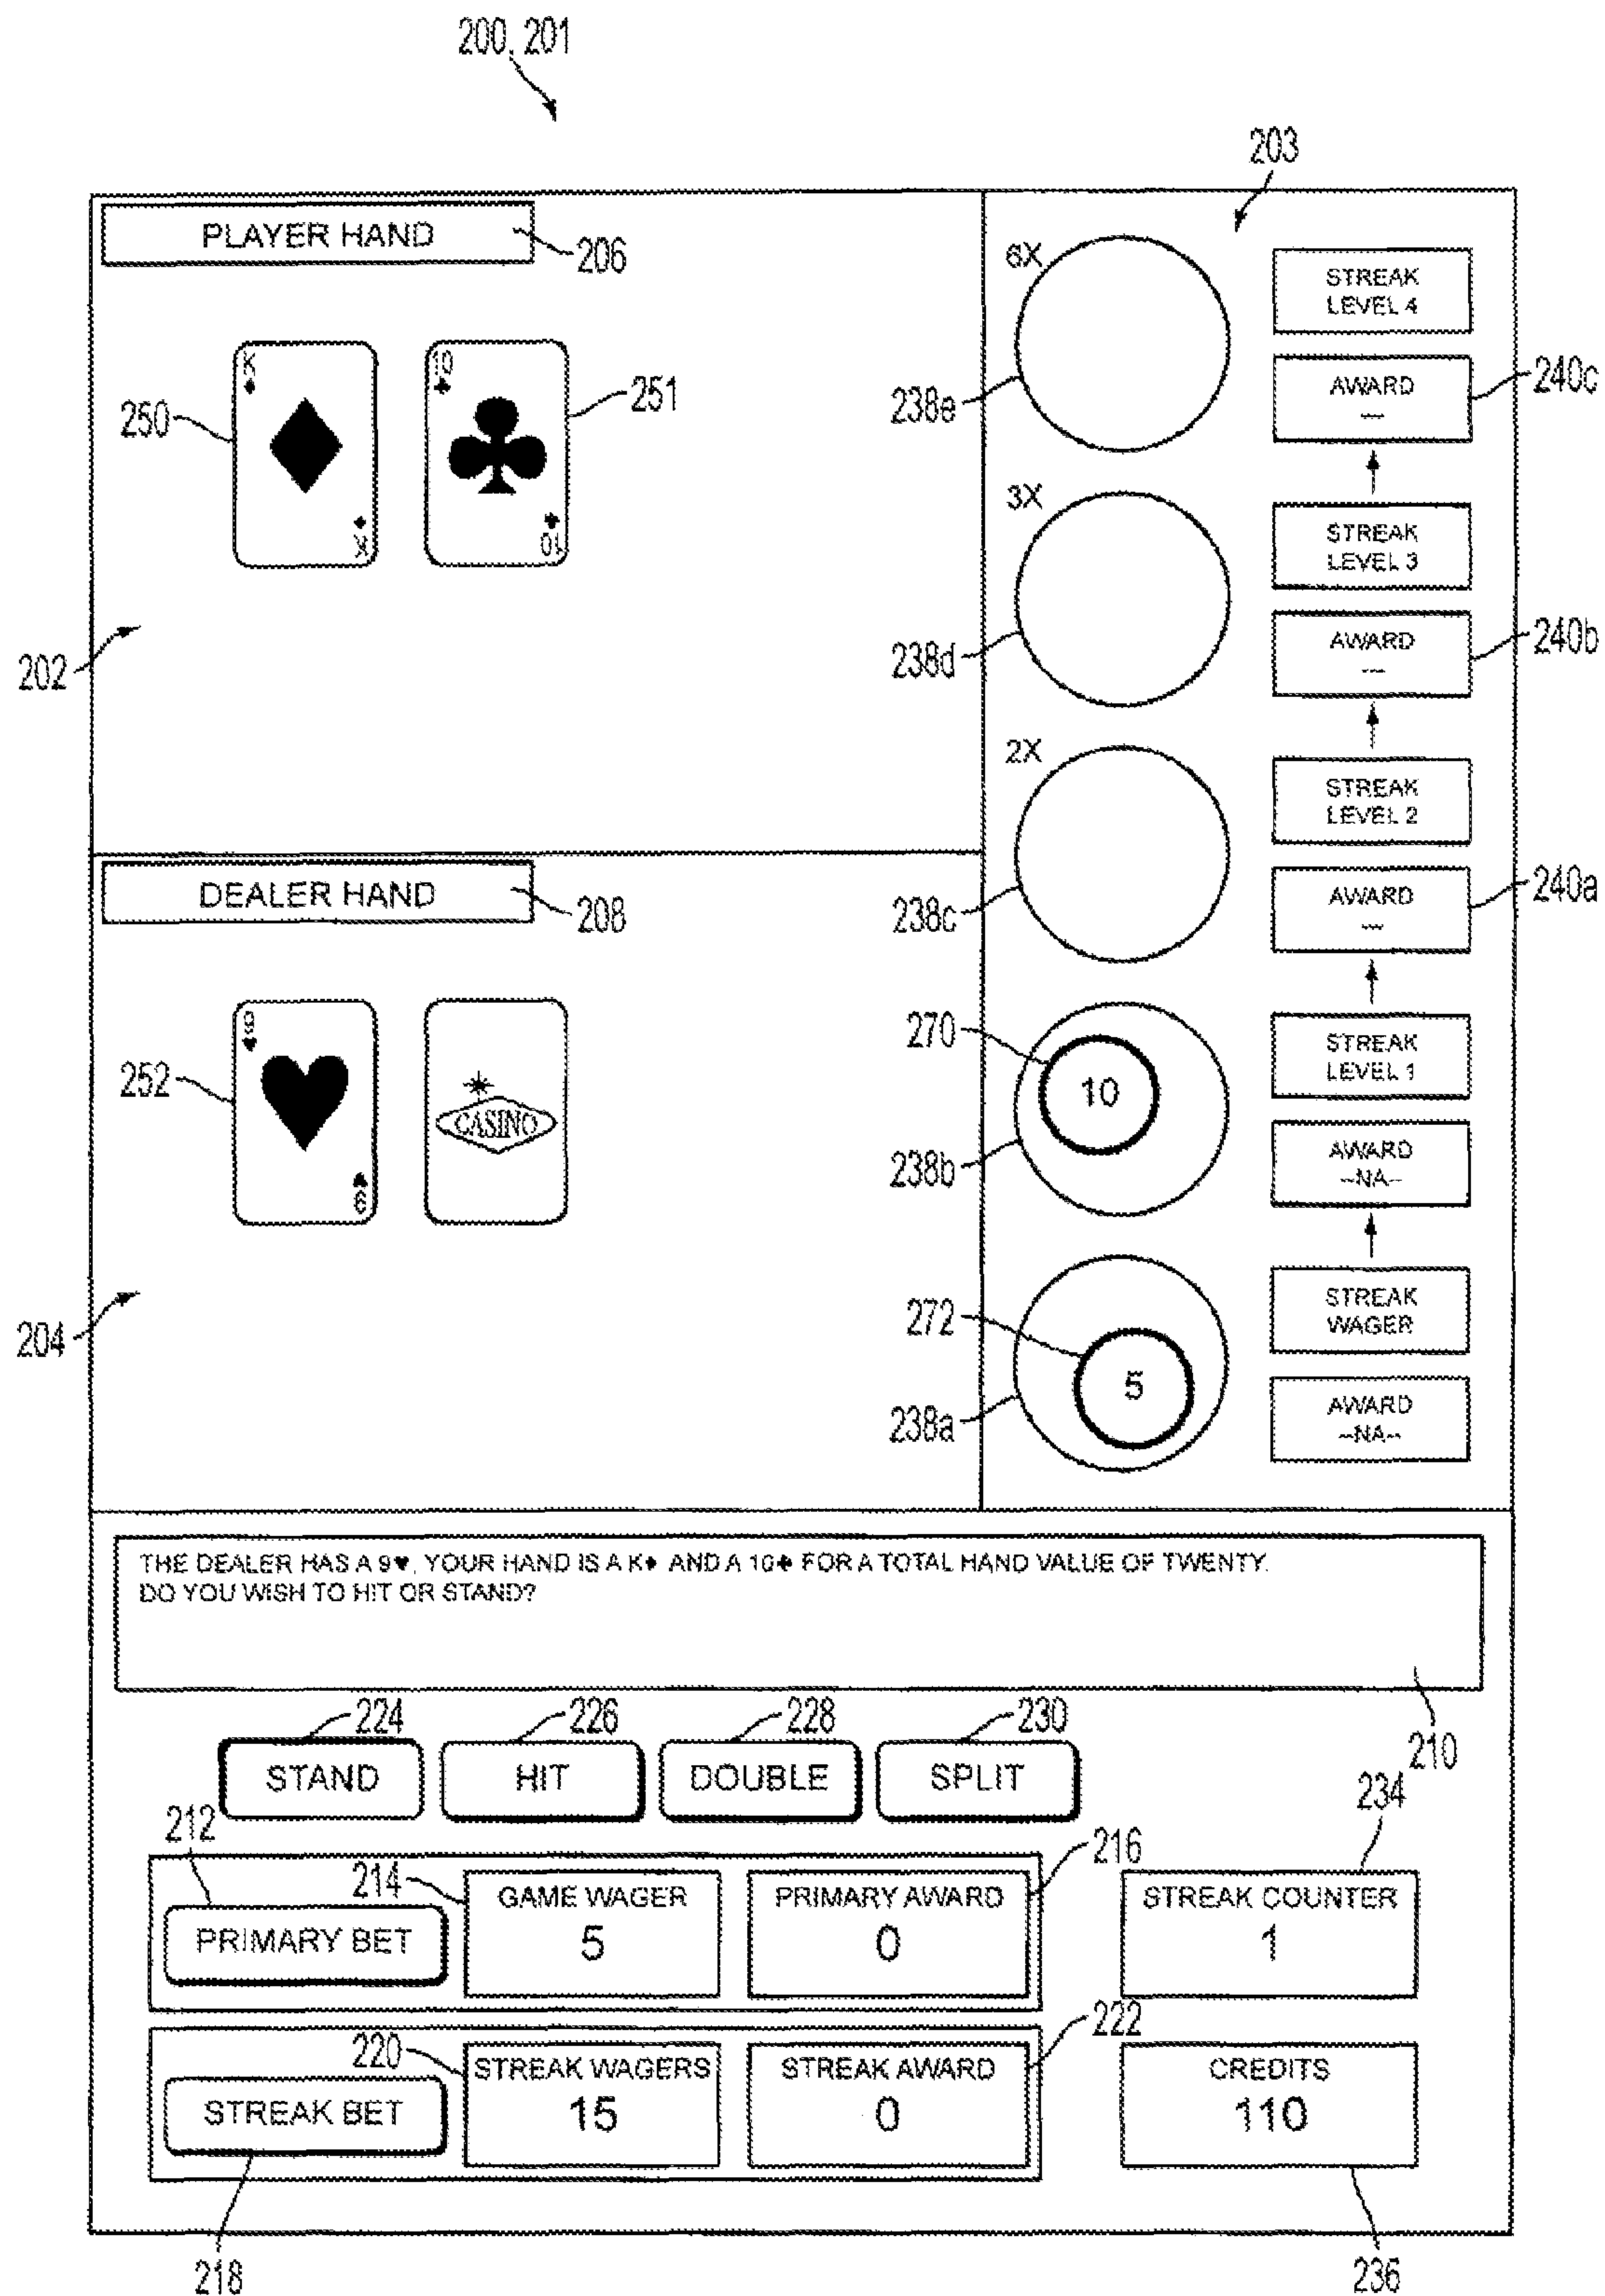 200, 201
203
PLAYER HAND
206
K
K
10
10
250
251
202
DEALER HAND
208
9
9
CASINO
252
204
6X
238e
STREAK
LEVEL 4
AWARD
---
240c
3X
238d
STREAK
LEVEL 3
AWARD
---
240b
2X
238c
STREAK
LEVEL 2
AWARD
---
240a
270
10
238b
STREAK
LEVEL 1
AWARD
--NA--
272
5
238a
STREAK
WAGER
AWARD
--NA--
THE DEALER HAS A 9♥. YOUR HAND IS A K♦ AND A 10♣ FOR A TOTAL HAND VALUE OF TWENTY.
DO YOU WISH TO HIT OR STAND?
210
224
226
228
230
STAND
HIT
DOUBLE
SPLIT
212
214
216
234
PRIMARY BET
GAME WAGER
5
PRIMARY AWARD
0
STREAK COUNTER
1
220
222
STREAK BET
STREAK WAGERS
15
STREAK AWARD
0
CREDITS
110
218
236